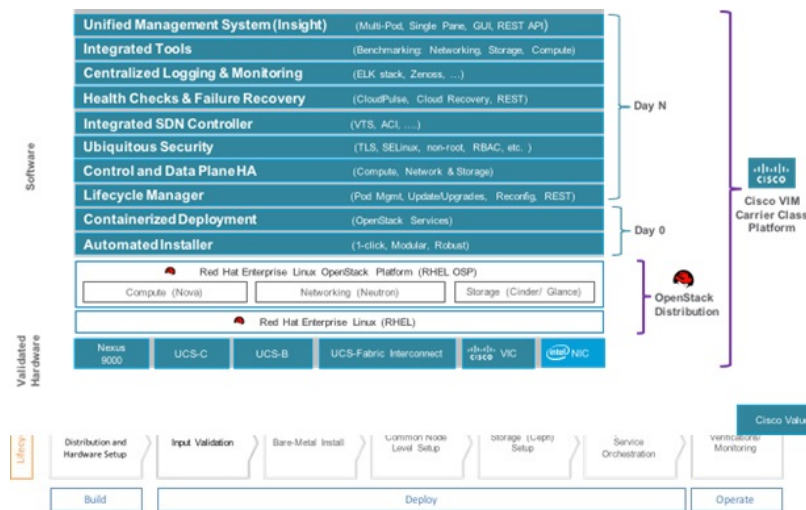 Unified Management System (Insight) (Multi-Pod, Single Pane, GUI, REST API)
Integrated Tools (Benchmarking: Networking, Storage, Compute)
Centralized Logging & Monitoring (ELK stack, Zenoss, ...)
Health Checks & Failure Recovery (CloudPulse, Cloud Recovery, REST)
Integrated SDN Controller (VTS, ACI, ....)
Ubiquitous Security (TLS, SELinux, non-root, RBAC, etc. )
Control and Data Plane HA (Compute, Network & Storage)
Lifecycle Manager (Pod Mgmt, Update/Upgrades, Reconfig, REST)
Containerized Deployment (OpenStack Services)
Automated Installer (1-click, Modular, Robust)
Day N
Day 0
Software
CISCO
Cisco VIM
Carrier Class
Platform
Red Hat Enterprise Linux OpenStack Platform (RHEL OSP)
Compute (Nova) Networking (Neutron) Storage (Cinder/ Glance)
Red Hat Enterprise Linux (RHEL)
OpenStack
Distribution
Validated
Hardware
Nexus
9000
UCS-C
UCS-B
UCS-Fabric Interconnect
CISCO VIC
intel NIC
Cisco Value
Distribution and
Hardware Setup
Input Validation
Bare-Metal Install
Common Node
Level Setup
Storage (Ceph)
Setup
Service
Orchestration
Verifications/
Monitoring
Build
Deploy
Operate